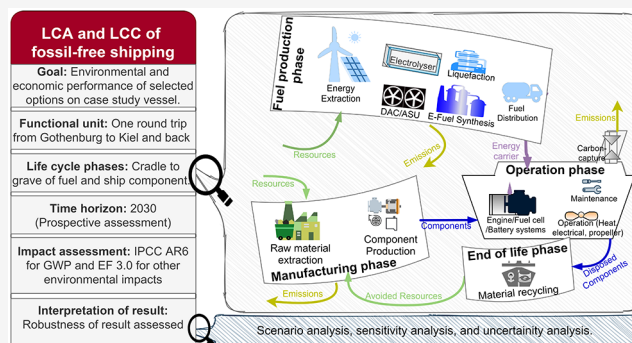 LCA and LCC of
fossil-free shipping
Goal: Environmental and
economic performance of selected
options on case study vessel.
Functional unit: One round trip
from Gothenburg to Kiel and back
Life cycle phases: Cradle to
grave of fuel and ship component
Time horizon: 2030
(Prospective assessment)
Impact assessment: IPCC AR6
for GWP and EF 3.0 for other
environmental impacts
Interpretation of result:
Robustness of result assessed
Fuel production
phase
Energy
Extraction
Electrolyser
Liquefaction
DAC/ASU
E-Fuel Synthesis
Fuel
Distribution
Resources
Emissions
Energy
carrier
Emissions
Carbon
capture
Operation phase
Maintenance
Engine/Fuel cell
/Battery systems
Operation (Heat,
electrical, propeller)
Resources
Raw material
extraction
Component
Production
Manufacturing phase
Components
End of life phase
Material recycling
Disposed
Components
Emissions
Avoided Resources
Scenario analysis, sensitivity analysis, and uncertainity analysis.